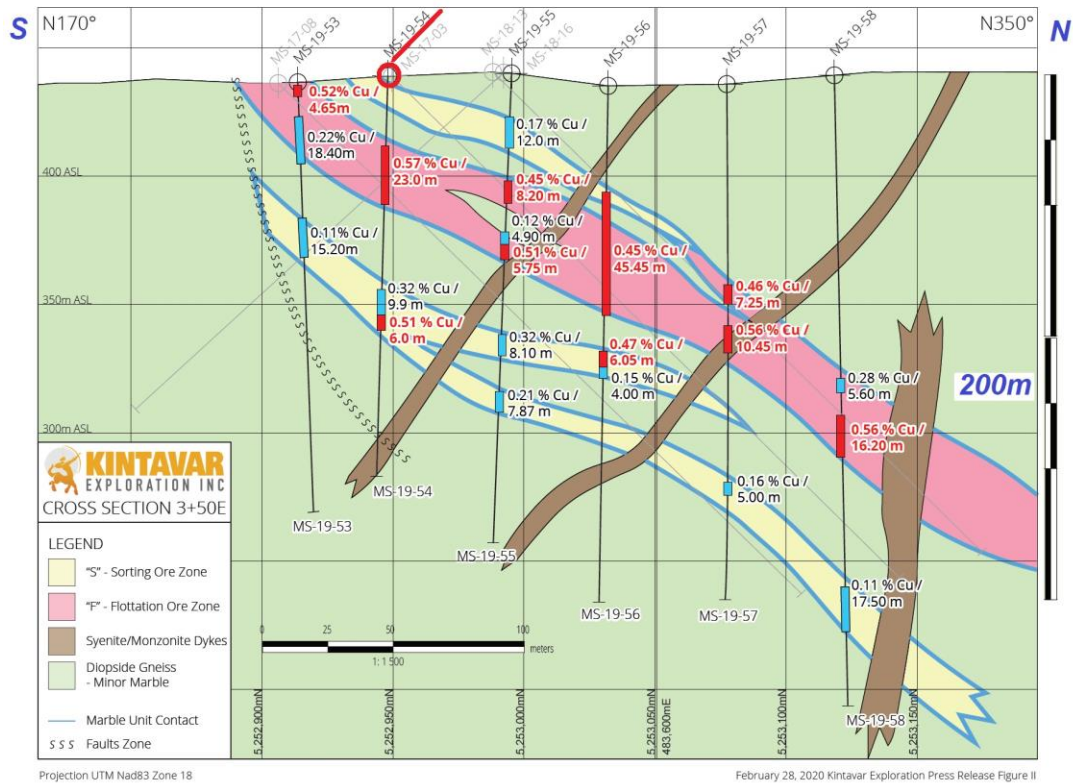 S
N170°
MS-17-08
MS-19-53
MS-19-54
MS-17-03
MS-18-13
MS-19-55
MS-18-16
MS-19-56
MS-19-57
MS-19-58
N350°
N
0.52% Cu /
4.65m
0.22% Cu /
18.40m
0.17 % Cu /
12.0 m
400 ASL
0.57 % Cu /
23.0 m
0.45 % Cu /
8.20 m
0.11% Cu /
15.20m
0.12 % Cu /
4.90 m
0.51 % Cu /
5.75 m
0.45 % Cu /
45.45 m
350m ASL
0.32 % Cu /
9.9 m
0.51 % Cu /
6.0 m
0.46 % Cu /
7.25 m
0.56 % Cu /
10.45 m
0.32 % Cu /
8.10 m
0.47 % Cu /
6.05 m
0.15 % Cu /
4.00 m
0.21 % Cu /
7.87 m
0.28 % Cu /
5.60 m
200m
300m ASL
0.56 % Cu /
16.20 m
KINTAVAR
EXPLORATION INC
CROSS SECTION 3+50E
0.16 % Cu /
5.00 m
MS-19-54
MS-19-53
MS-19-55
LEGEND
"S" - Sorting Ore Zone
"F" - Flottation Ore Zone
Syenite/Monzonite Dykes
Diopside Gneiss
- Minor Marble
Marble Unit Contact
S S S Faults Zone
0.11 % Cu /
17.50 m
MS-19-56
MS-19-57
0 25 50 100
meters
1: 1 500
MS-19-58
5,252,900mN
5,252,950mN
5,253,000mN
5,253,050mN
483,600mE
5,253,100mN
5,253,150mN
Projection UTM Nad83 Zone 18
February 28, 2020 Kintavar Exploration Press Release Figure II